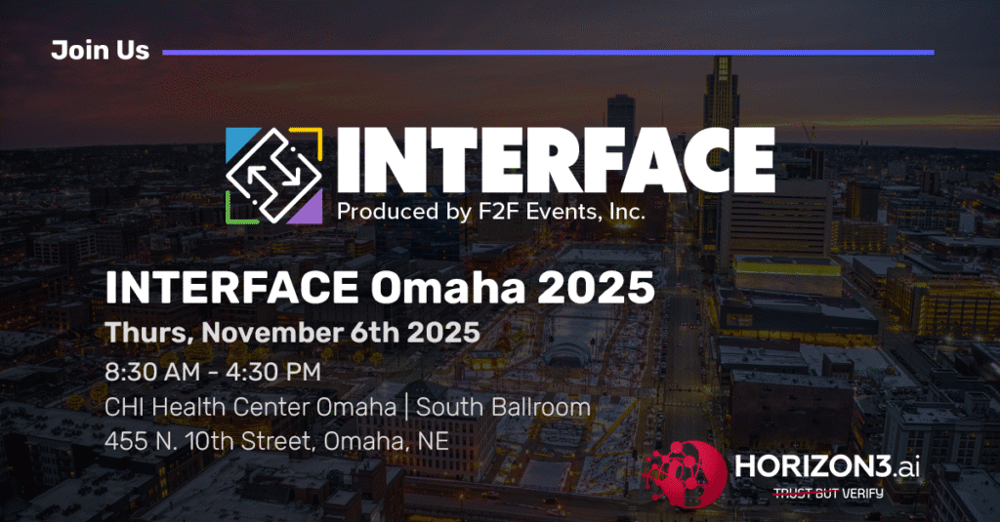 Join Us
INTERFACE
Produced by F2F Events, Inc.
INTERFACE Omaha 2025
Thurs, November 6th 2025
8:30 AM - 4:30 PM
CHI Health Center Omaha | South Ballroom
455 N. 10th Street, Omaha, NE
HORIZON3.ai
TRUST BUT VERIFY